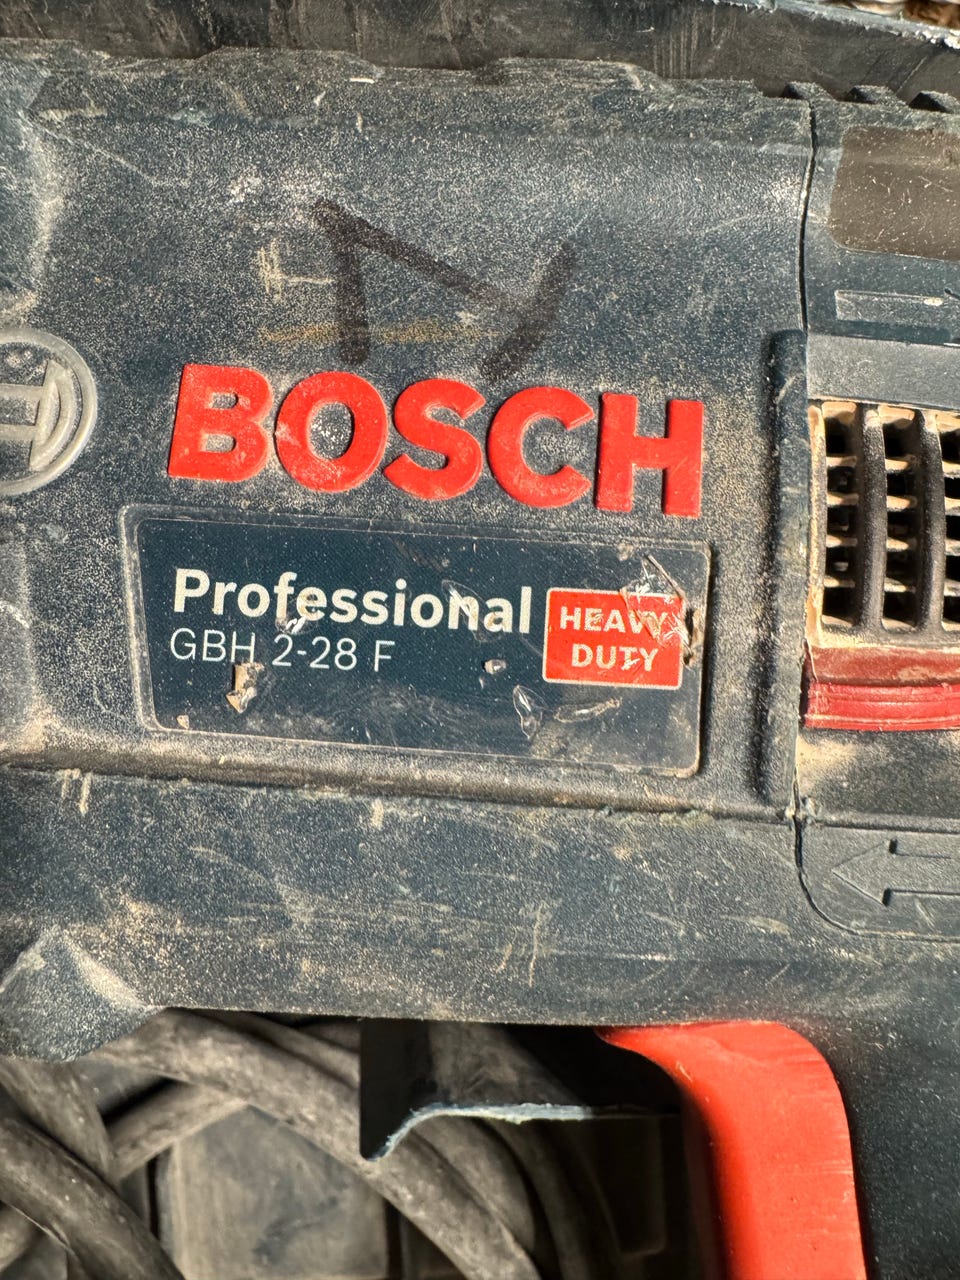 N
BOSCH
Professional
GBH 2-28 F
HEAVY
DUTY